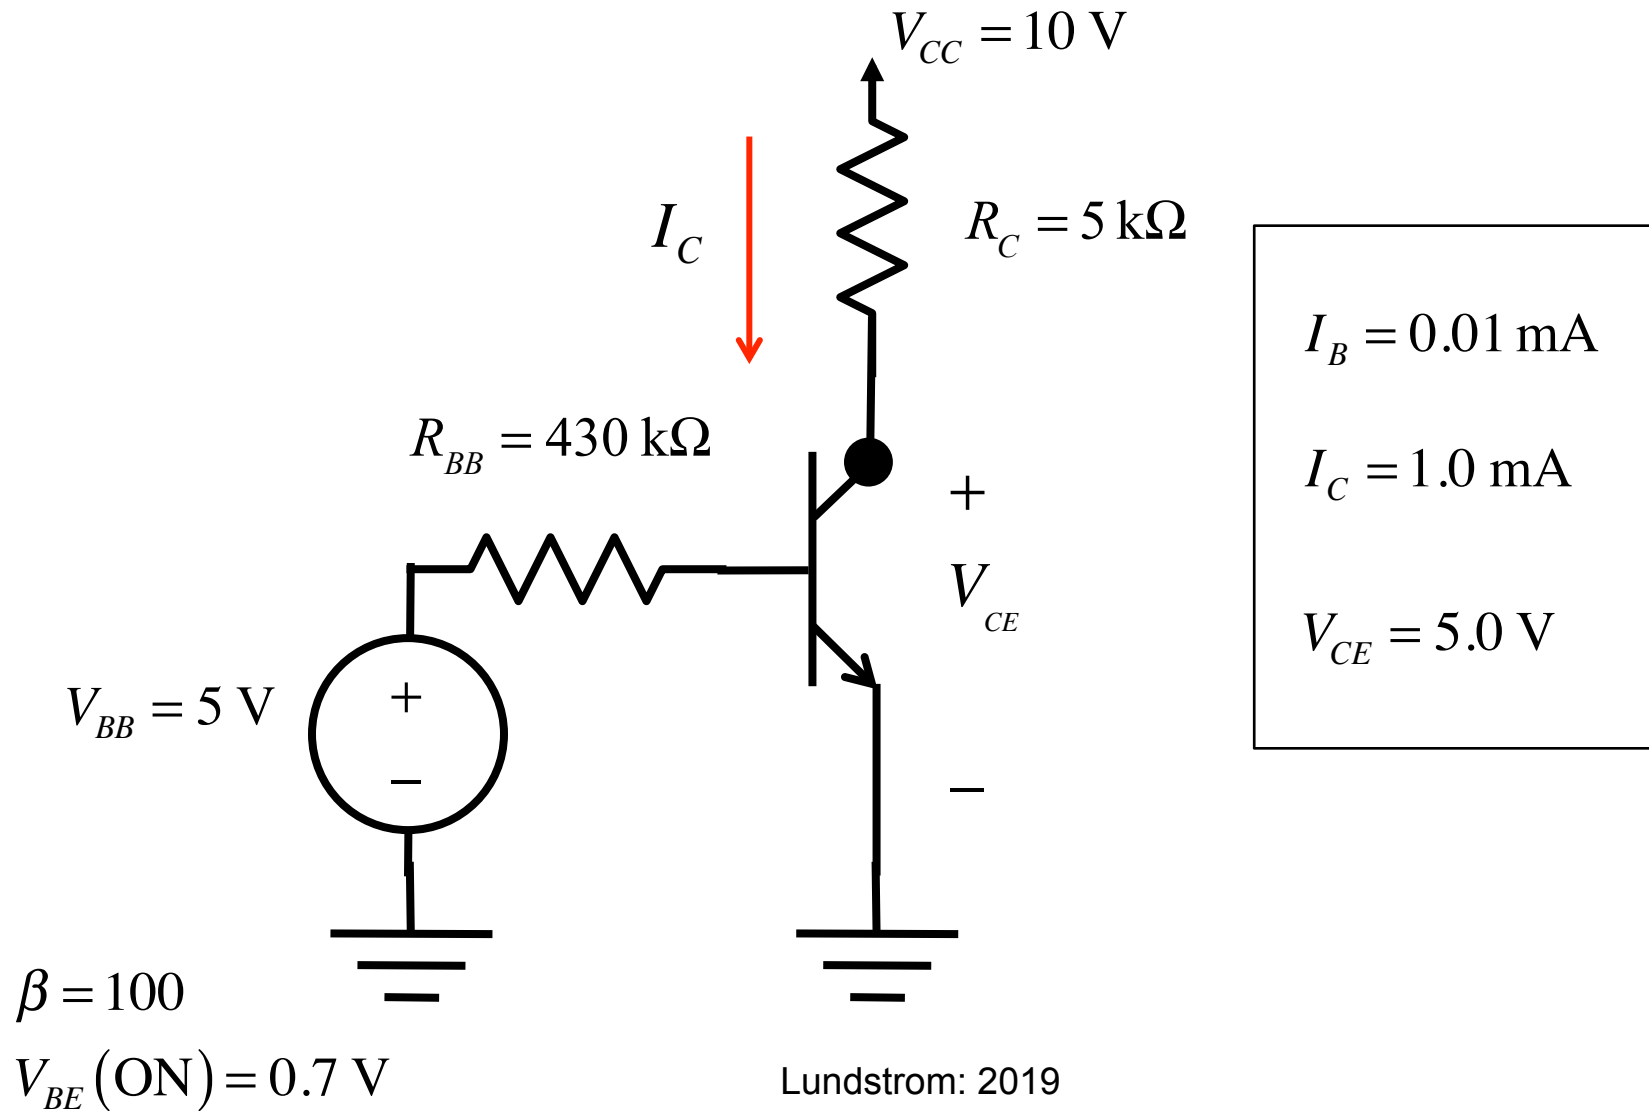 V_CC = 10 V
I_C
R_C = 5 kΩ
I_B = 0.01 mA
R_BB = 430 kΩ
I_C = 1.0 mA
+
V_CE
V_CE = 5.0 V
V_BB = 5 V
+
−
−
β = 100
V_BE (ON) = 0.7 V
Lundstrom: 2019